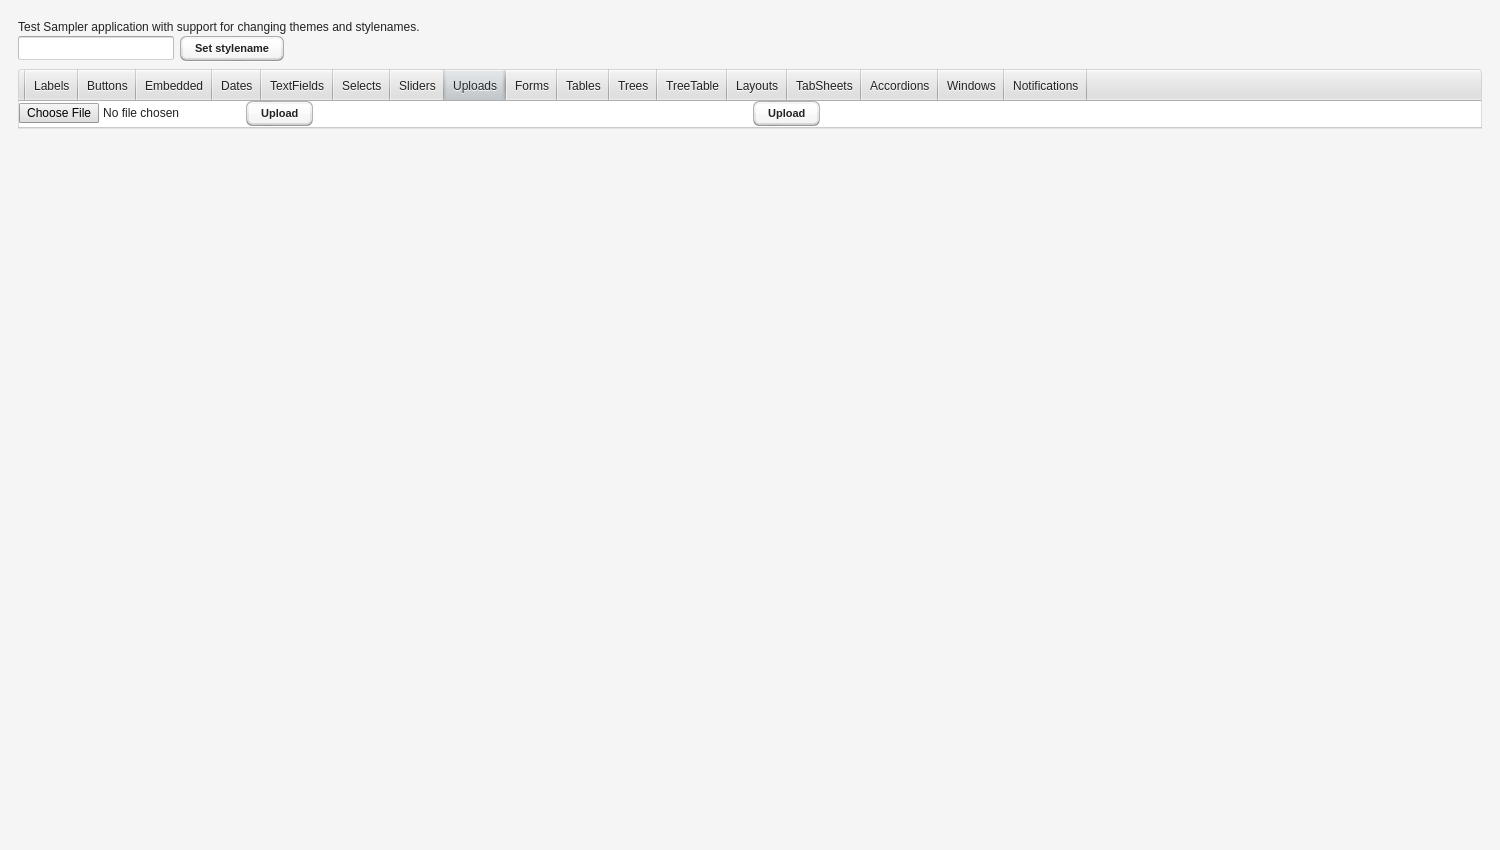 Test Sampler application with support for changing themes and stylenames.
Set stylename
Labels Buttons Embedded Dates TextFields Selects Sliders Uploads Forms Tables Trees TreeTable Layouts TabSheets Accordions Windows Notifications
Choose File No file chosen Upload Upload